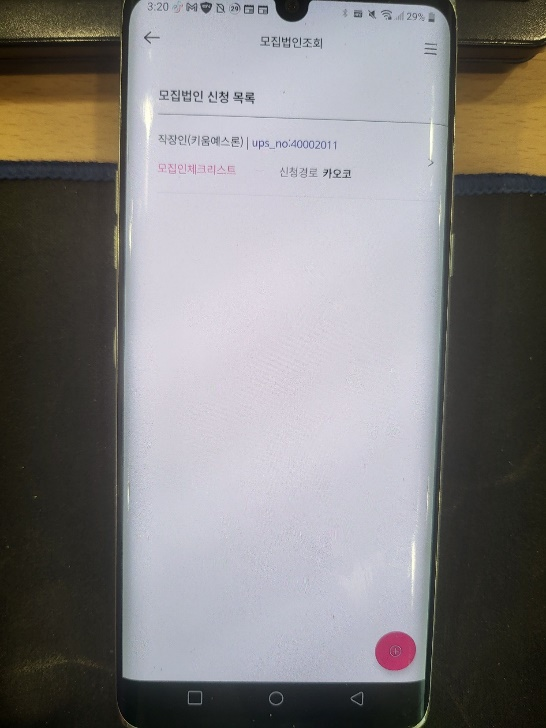 3:20
29%
모집법인조회
모집법인 신청 목록
직장인(키움예스론) | ups_no:40002011
모집인체크리스트 신청경로 카오코